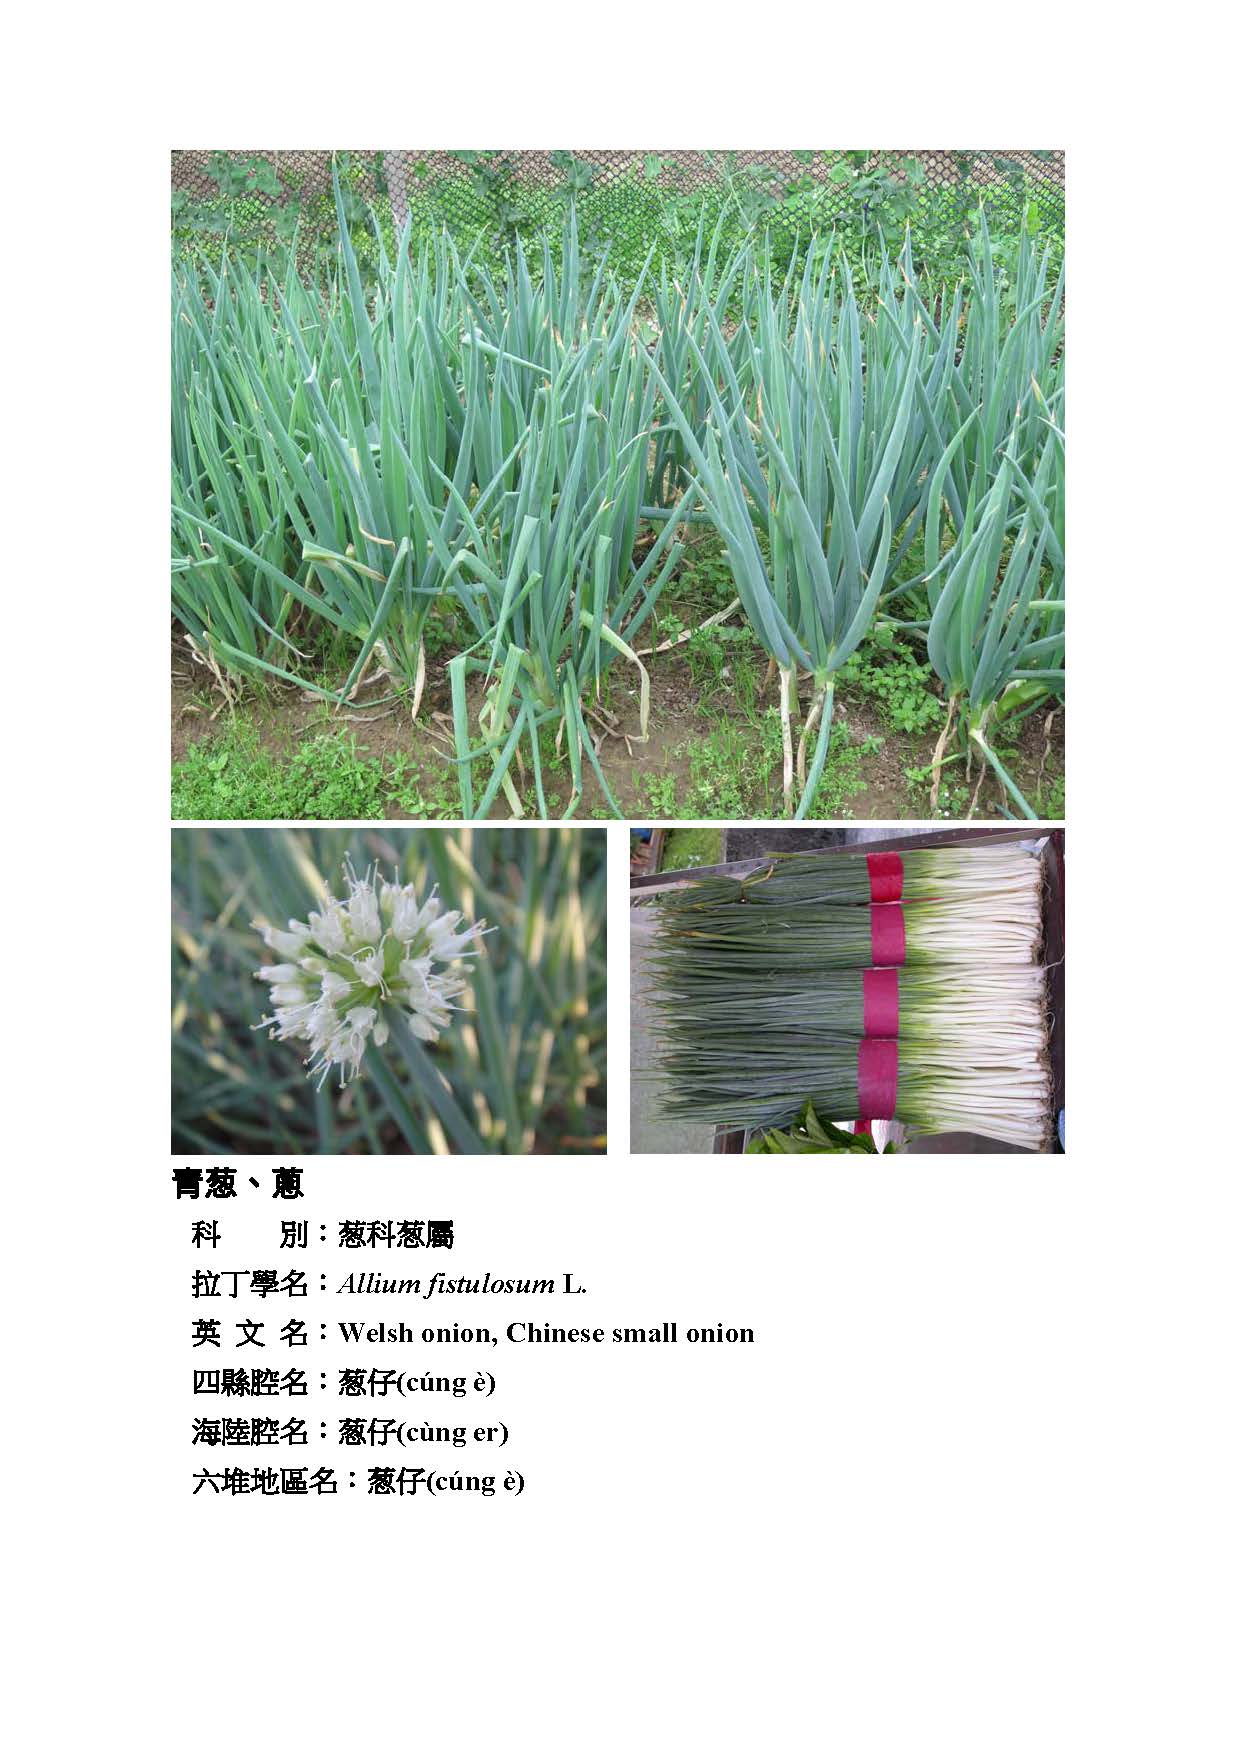 青葱、蔥
科　　別：葱科葱屬
拉丁學名：Allium fistulosum L.
英 文 名：Welsh onion, Chinese small onion
四縣腔名：葱仔(cúng è)
海陸腔名：葱仔(cùng er)
六堆地區名：葱仔(cúng è)